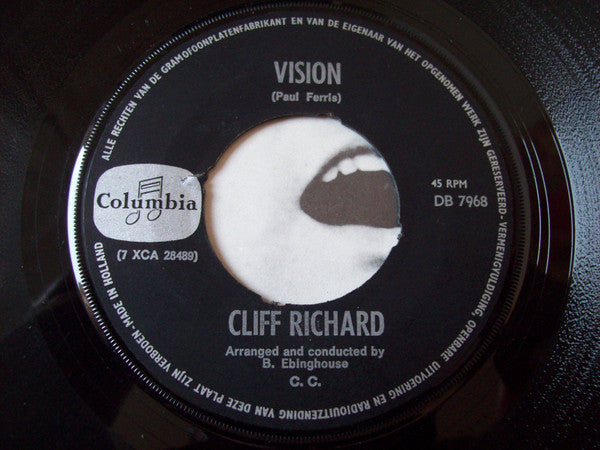 ALLE RECHTEN VAN DE GRAMOFOONPLATENFABRIKANT EN VAN DE EIGENAAR VAN HET OPGENOMEN WERK ZIJN GERESERVEERD-VERMENIGVULDIGING, OPENBARE UITVOERING EN RADIOUITZENDING VAN DEZE PLAAT ZIJN VERBODEN-MADE IN HOLLAND
VISION
(Paul Ferris)
Columbia
(7 XCA 28489)
45 RPM
DB 7968
CLIFF RICHARD
Arranged and conducted by
B. Ebinghouse
C. C.